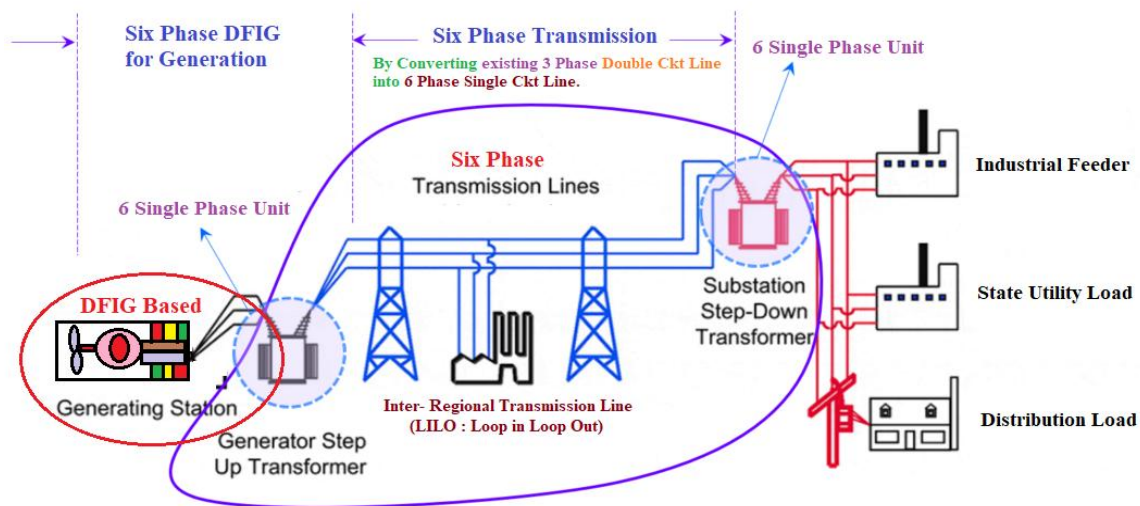 Six Phase DFIG
for Generation
Six Phase Transmission
By Converting existing 3 Phase Double Ckt Line
into 6 Phase Single Ckt Line.
6 Single Phase Unit
Six Phase
Transmission Lines
Industrial Feeder
6 Single Phase Unit
DFIG Based
Generating Station
Generator Step
Up Transformer
Inter- Regional Transmission Line
(LILO : Loop in Loop Out)
Substation
Step-Down
Transformer
State Utility Load
Distribution Load